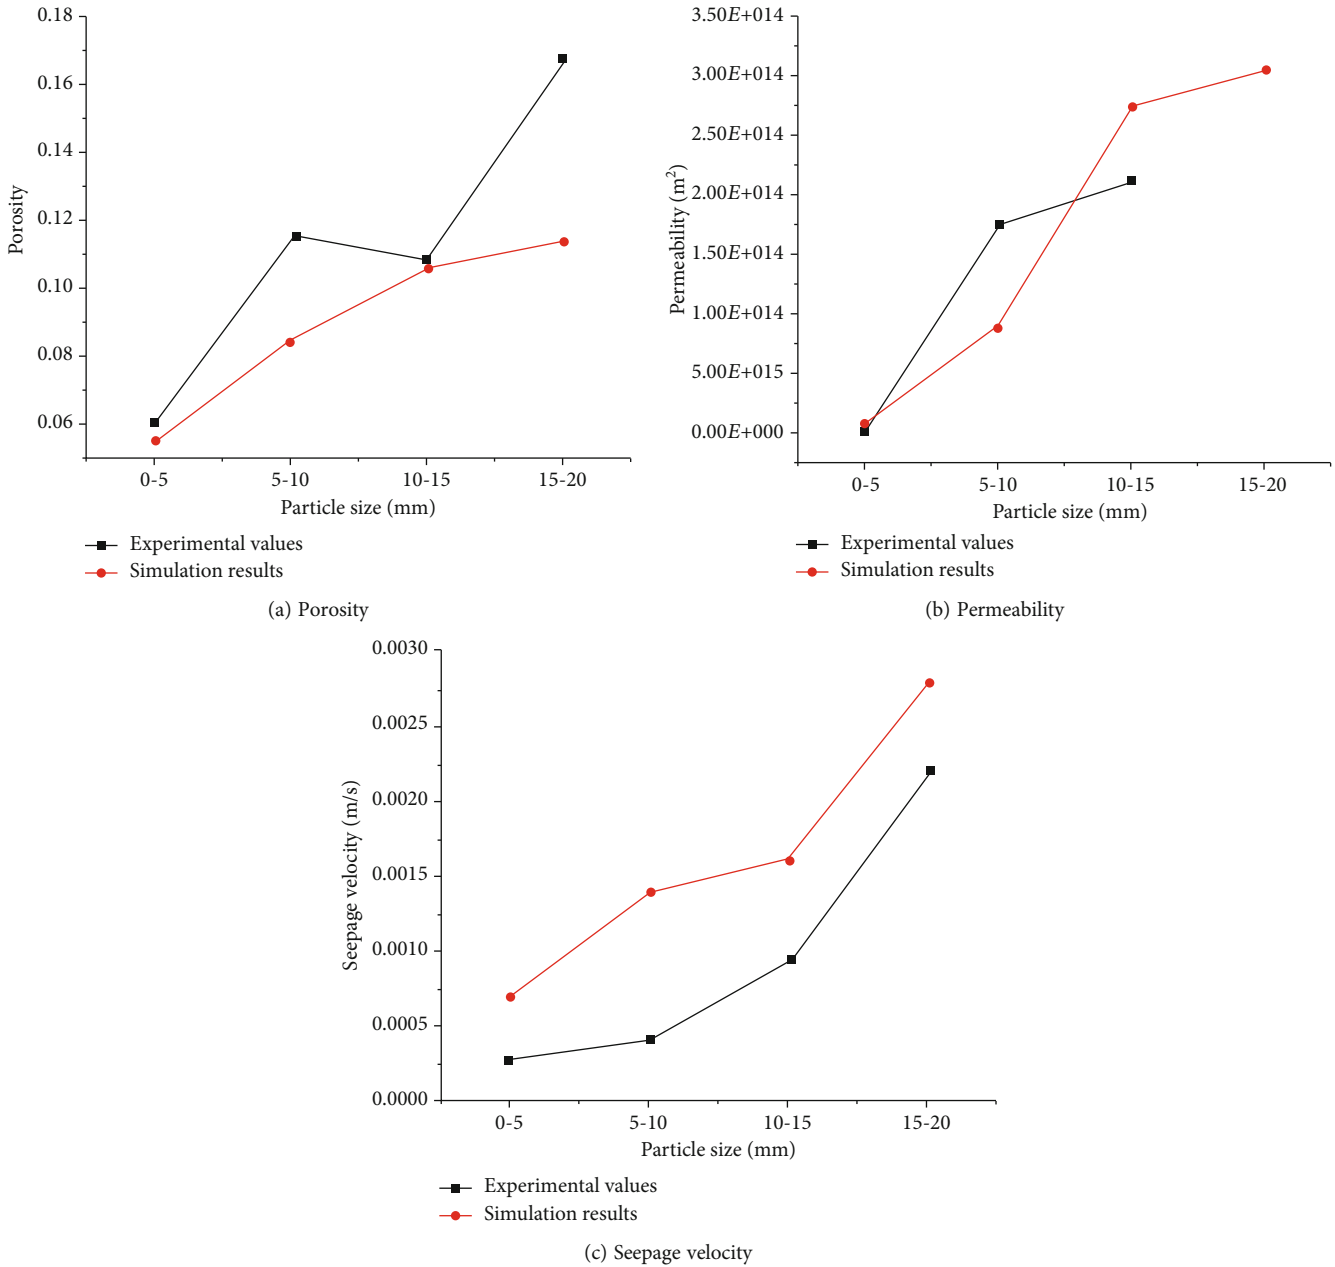 0.18
0.16
0.14
0.12
0.10
0.08
0.06
Porosity
0-5 5-10 10-15 15-20
Particle size (mm)
Experimental values
Simulation results
(a) Porosity
3.50E+014
3.00E+014
2.50E+014
2.00E+014
1.50E+014
1.00E+014
5.00E+015
0.00E+000
Permeability (m²)
0-5 5-10 10-15 15-20
Particle size (mm)
Experimental values
Simulation results
(b) Permeability
0.0030
0.0025
0.0020
0.0015
0.0010
0.0005
0.0000
Seepage velocity (m/s)
0-5 5-10 10-15 15-20
Particle size (mm)
Experimental values
Simulation results
(c) Seepage velocity